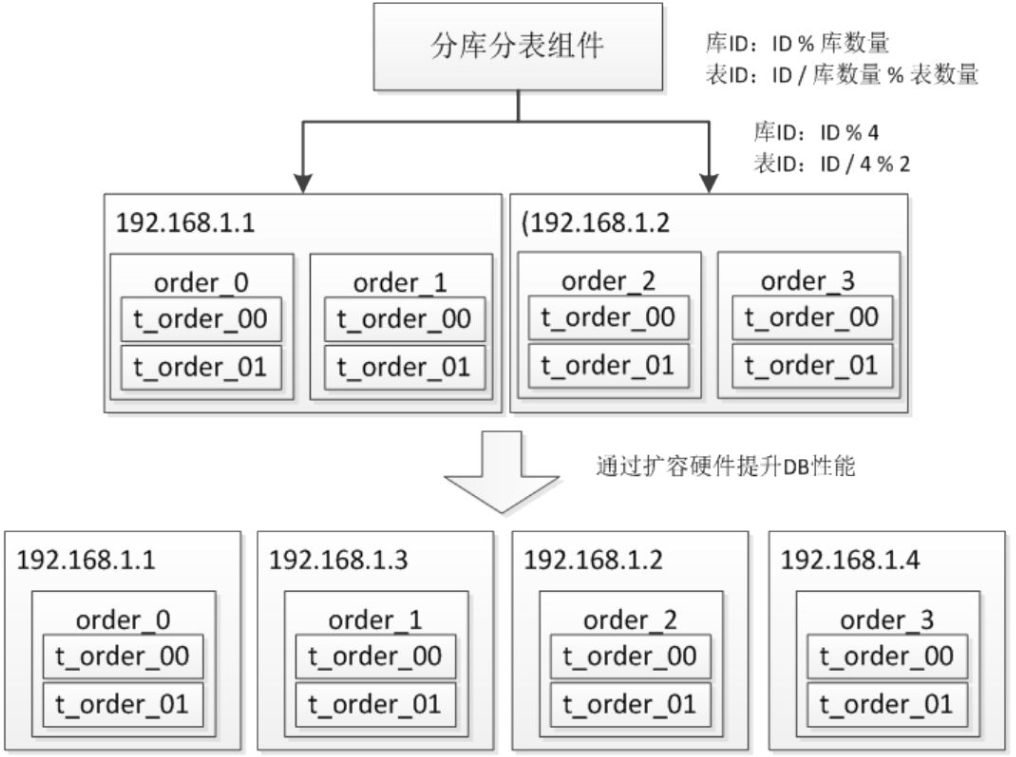 分库分表组件
库ID：ID % 库数量
表ID：ID / 库数量 % 表数量
库ID：ID % 4
表ID：ID / 4 % 2
192.168.1.1
order_0
t_order_00
t_order_01
order_1
t_order_00
t_order_01
(192.168.1.2
order_2
t_order_00
t_order_01
order_3
t_order_00
t_order_01
通过扩容硬件提升DB性能
192.168.1.1
order_0
t_order_00
t_order_01
192.168.1.3
order_1
t_order_00
t_order_01
192.168.1.2
order_2
t_order_00
t_order_01
192.168.1.4
order_3
t_order_00
t_order_01